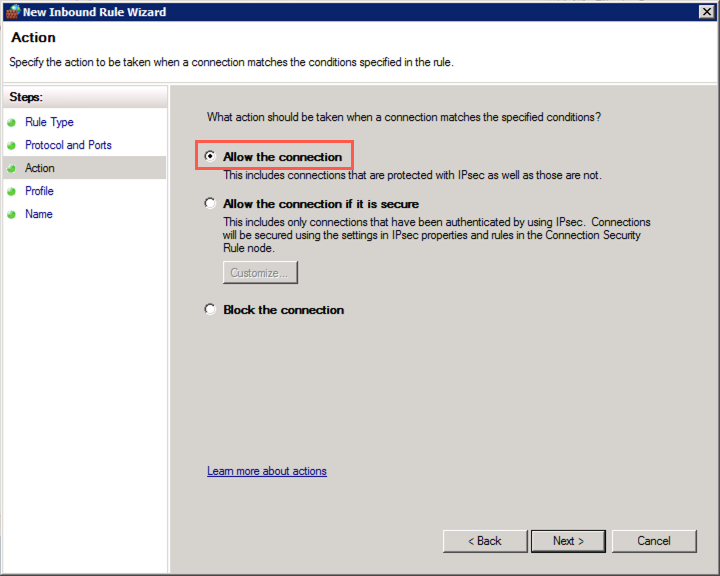 New Inbound Rule Wizard
Action
Specify the action to be taken when a connection matches the conditions specified in the rule.
Steps:
Rule Type
Protocol and Ports
Action
Profile
Name
What action should be taken when a connection matches the specified conditions?
Allow the connection
This includes connections that are protected with IPsec as well as those are not.
Allow the connection if it is secure
This includes only connections that have been authenticated by using IPsec. Connections
will be secured using the settings in IPsec properties and rules in the Connection Security
Rule node.
Customize...
Block the connection
Learn more about actions
< Back
Next >
Cancel